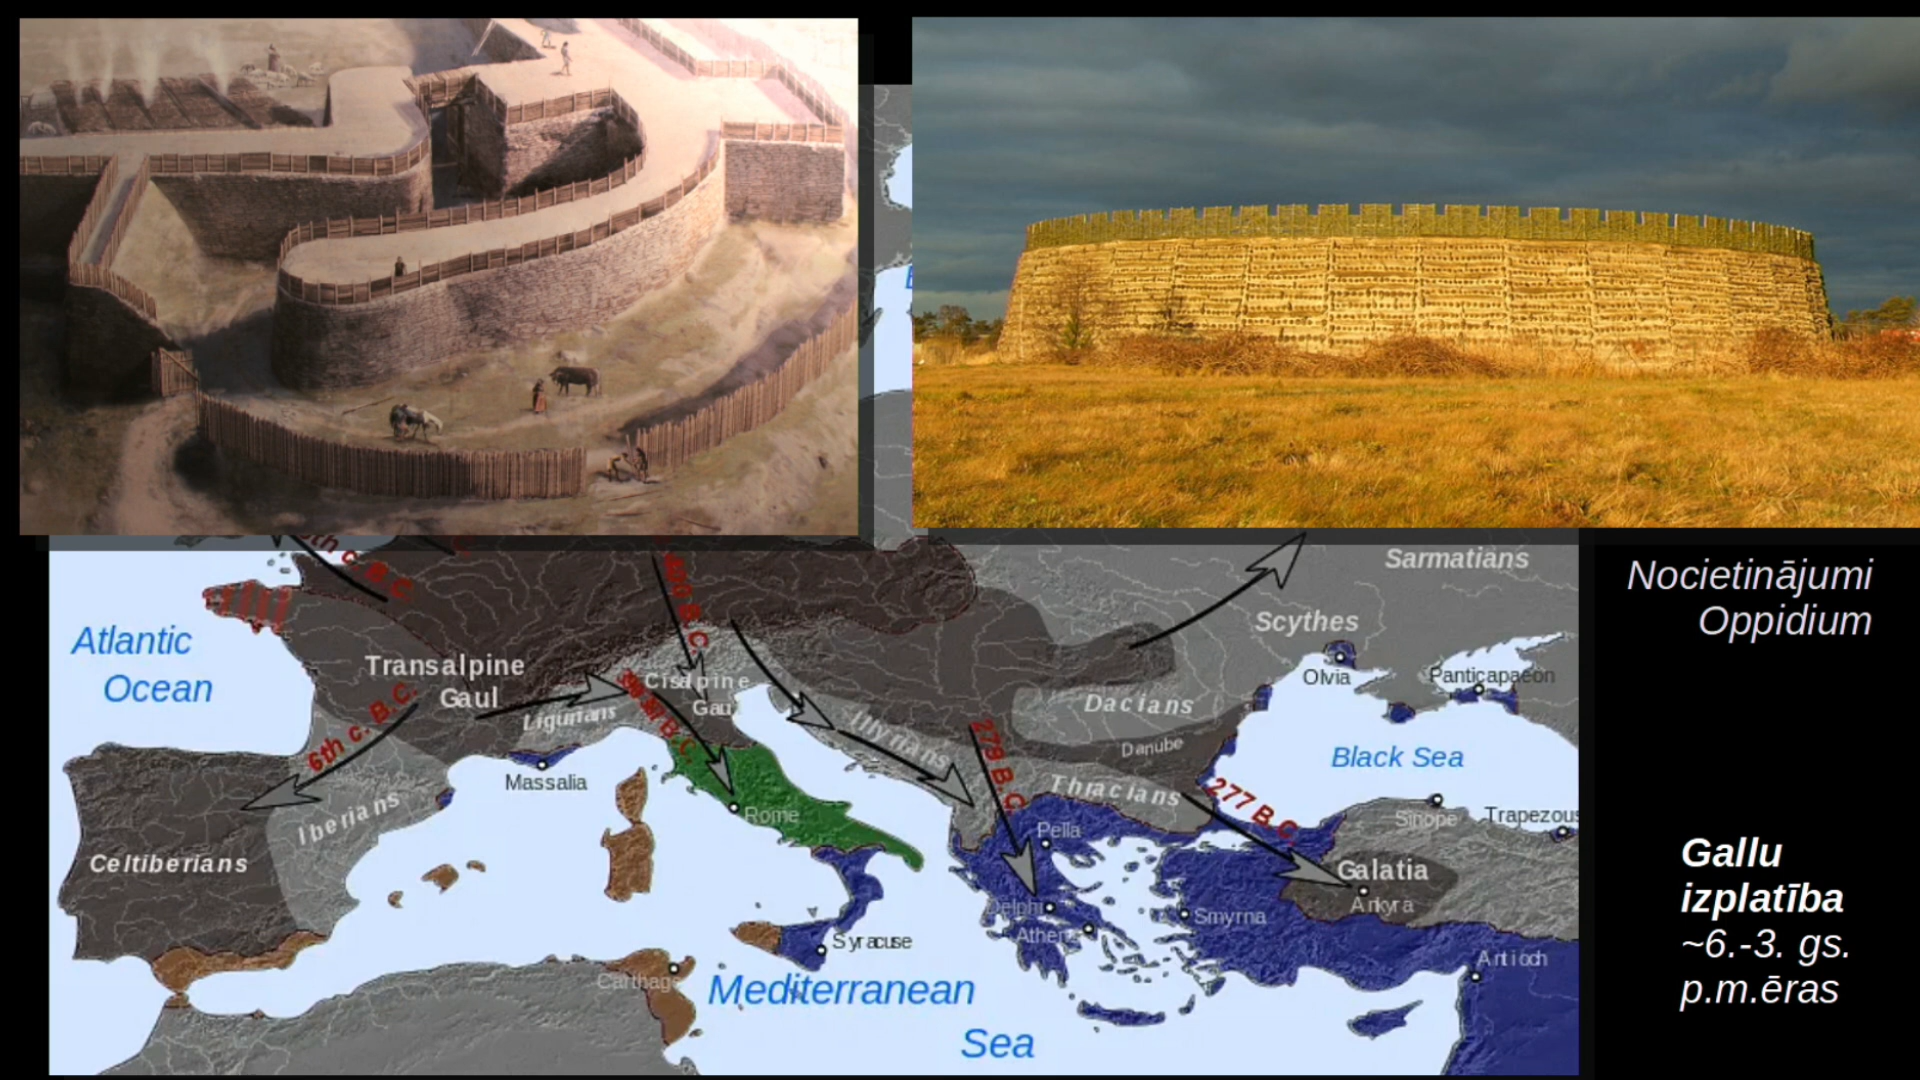 Nocietinājumi
Oppidium
Gallu
izplatība
~6.-3. gs.
p.m.ēras
Atlantic
Ocean
Transalpine
Gaul
Cisalpine
Gaul
Ligurians
Massalia
Iberians
Celtiberians
6th c. B.C.
400 B.C.
Rome
Illyrians
Dacians
Danube
Thracians
279 B.C.
277 B.C.
Sarmatians
Scythes
Olvia
Panticapaeon
Black Sea
Sinope
Trapezous
Pella
Galatia
Ankyra
Delphi
Athens
Smyrna
Antioch
Syracuse
Carthage
Mediterranean
Sea